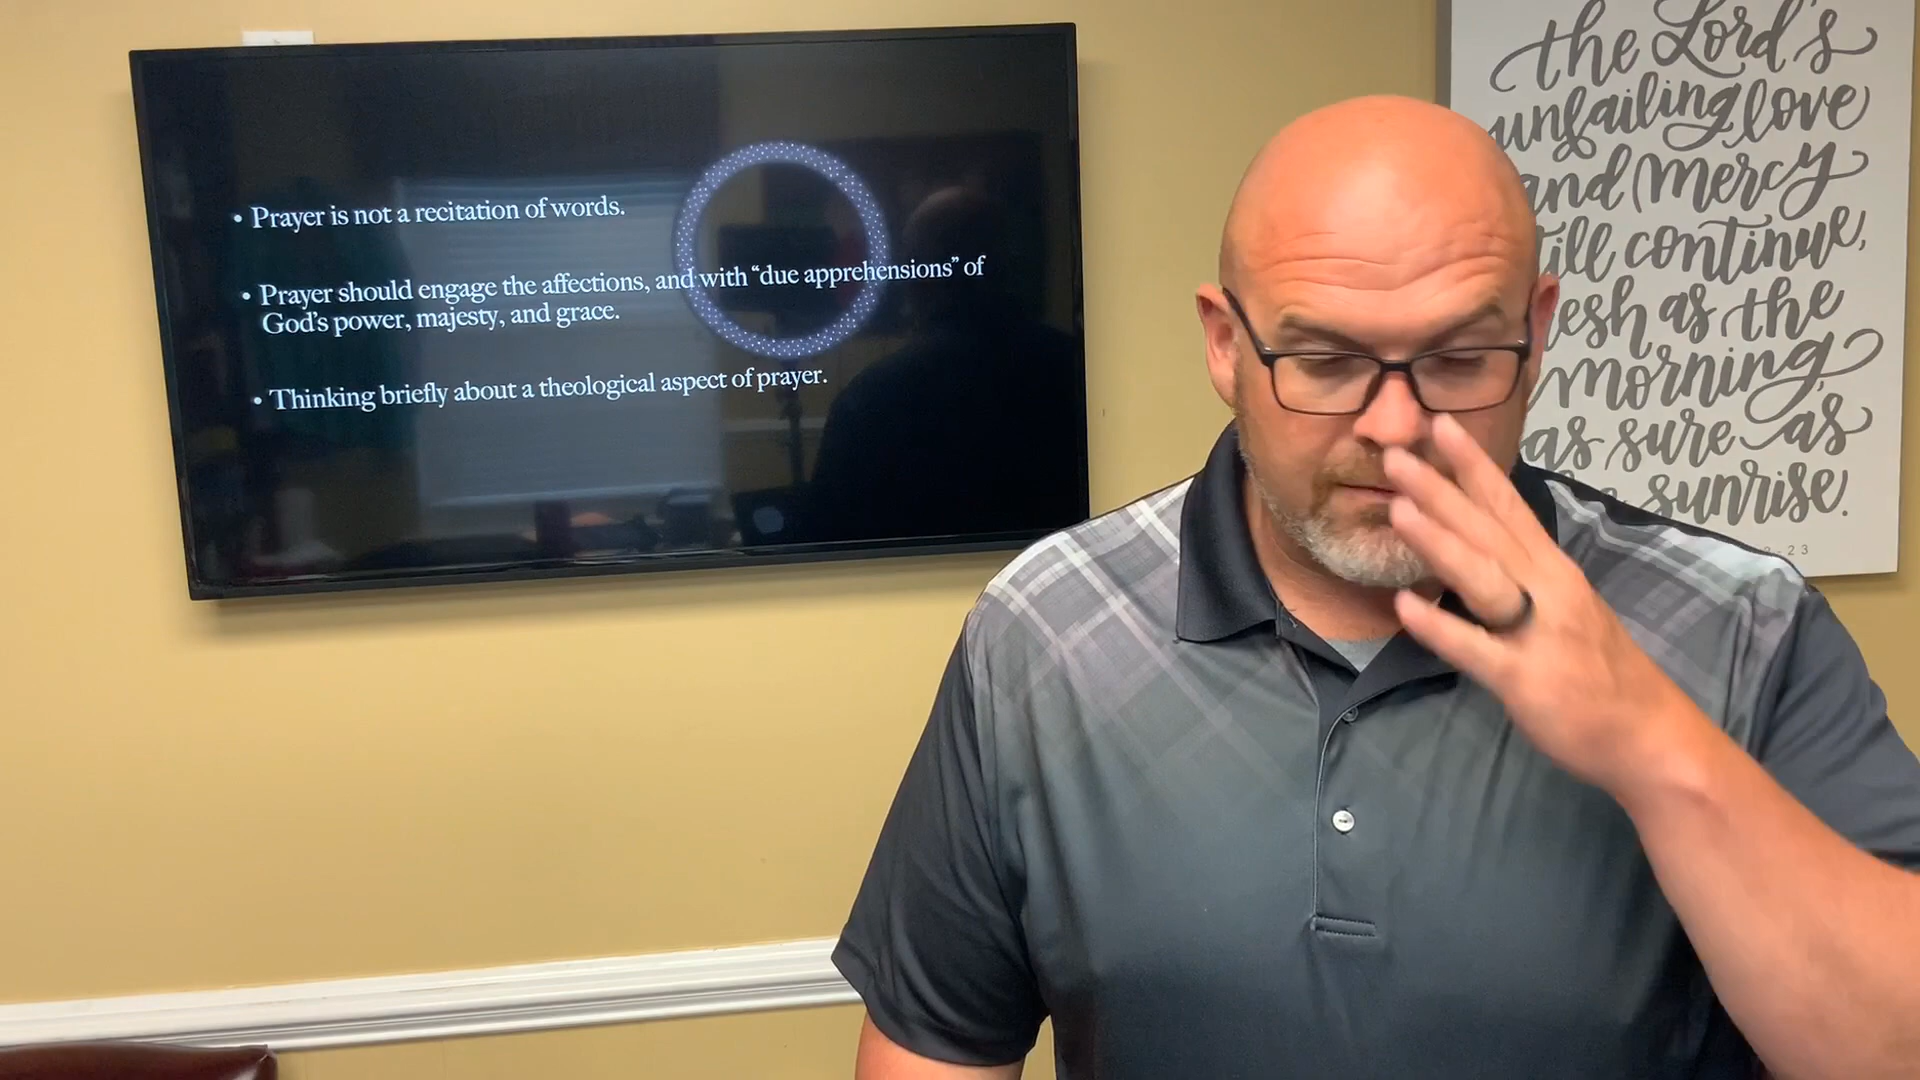 • Prayer is not a recitation of words.
• Prayer should engage the affections, and with “due apprehensions” of
God's power, majesty, and grace.
• Thinking briefly about a theological aspect of prayer.
the Lord's
unfailing love
and Mercy
still continue,
as the
morning,
as sure as
sunrise.